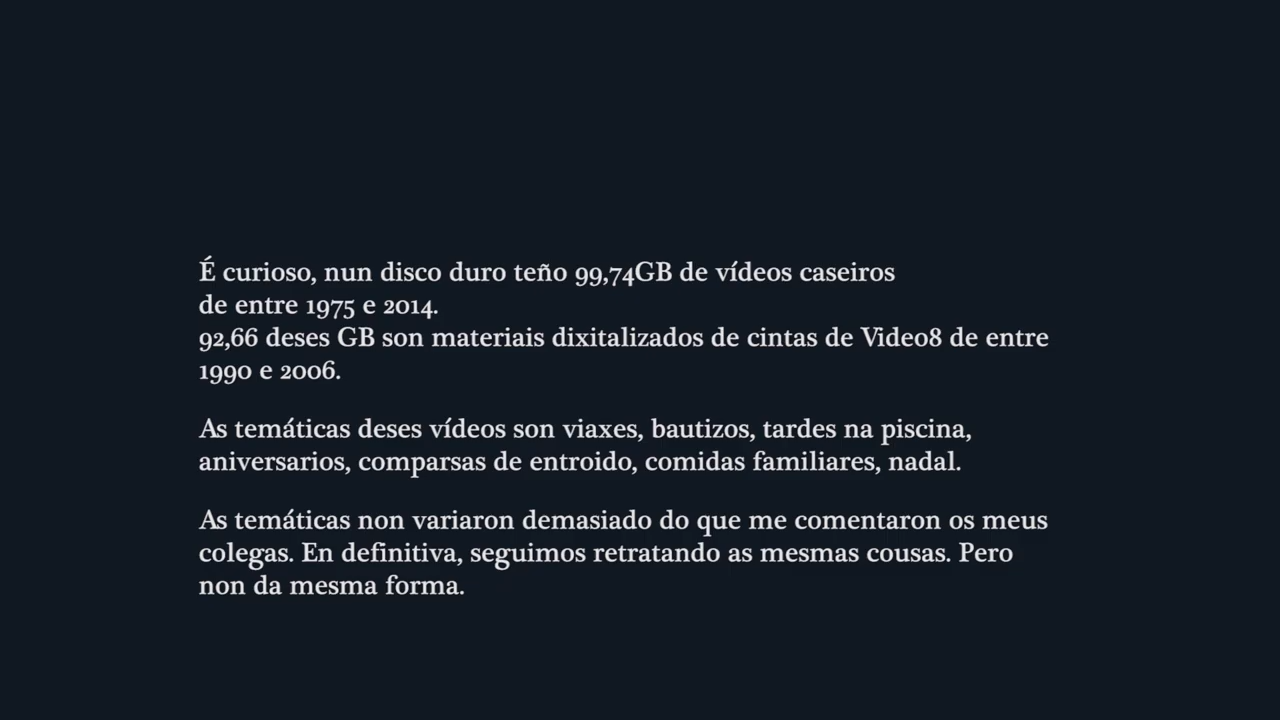 É curioso, nun disco duro teño 99,74GB de vídeos caseiros
de entre 1975 e 2014.
92,66 deses GB son materiais dixitalizados de cintas de Video8 de entre
1990 e 2006.
As temáticas deses vídeos son viaxes, bautizos, tardes na piscina,
aniversarios, comparsas de entroido, comidas familiares, nadal.
As temáticas non variaron demasiado do que me comentaron os meus
colegas. En definitiva, seguimos retratando as mesmas cousas. Pero
non da mesma forma.